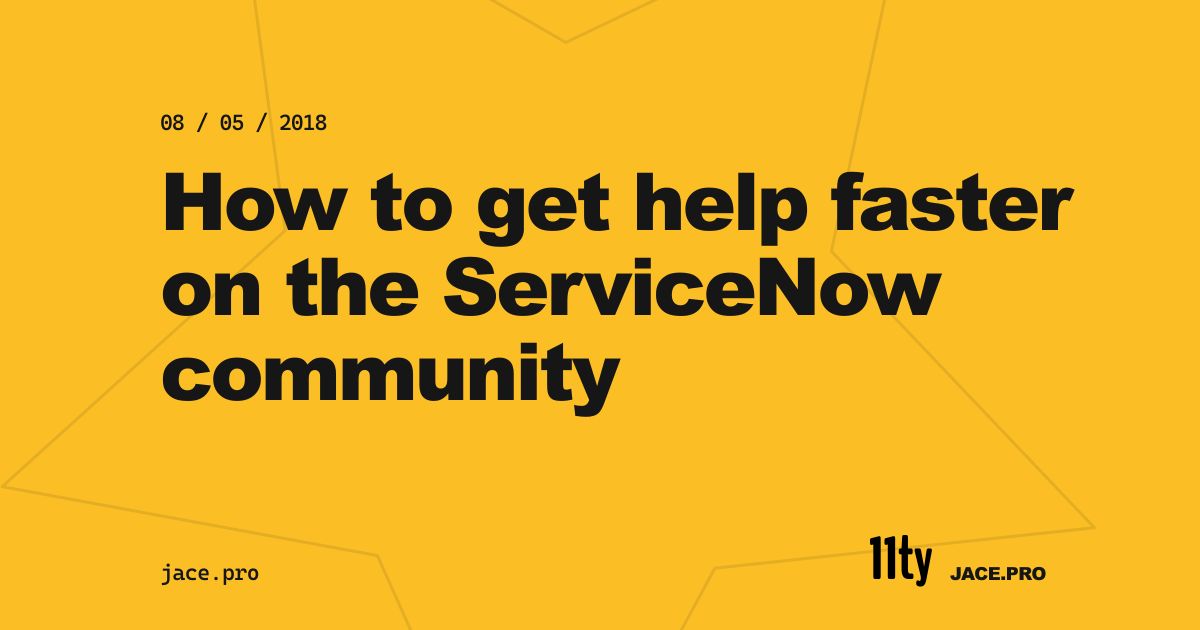 08 / 05 / 2018
How to get help faster
on the ServiceNow
community
jace.pro
11ty JACE.PRO